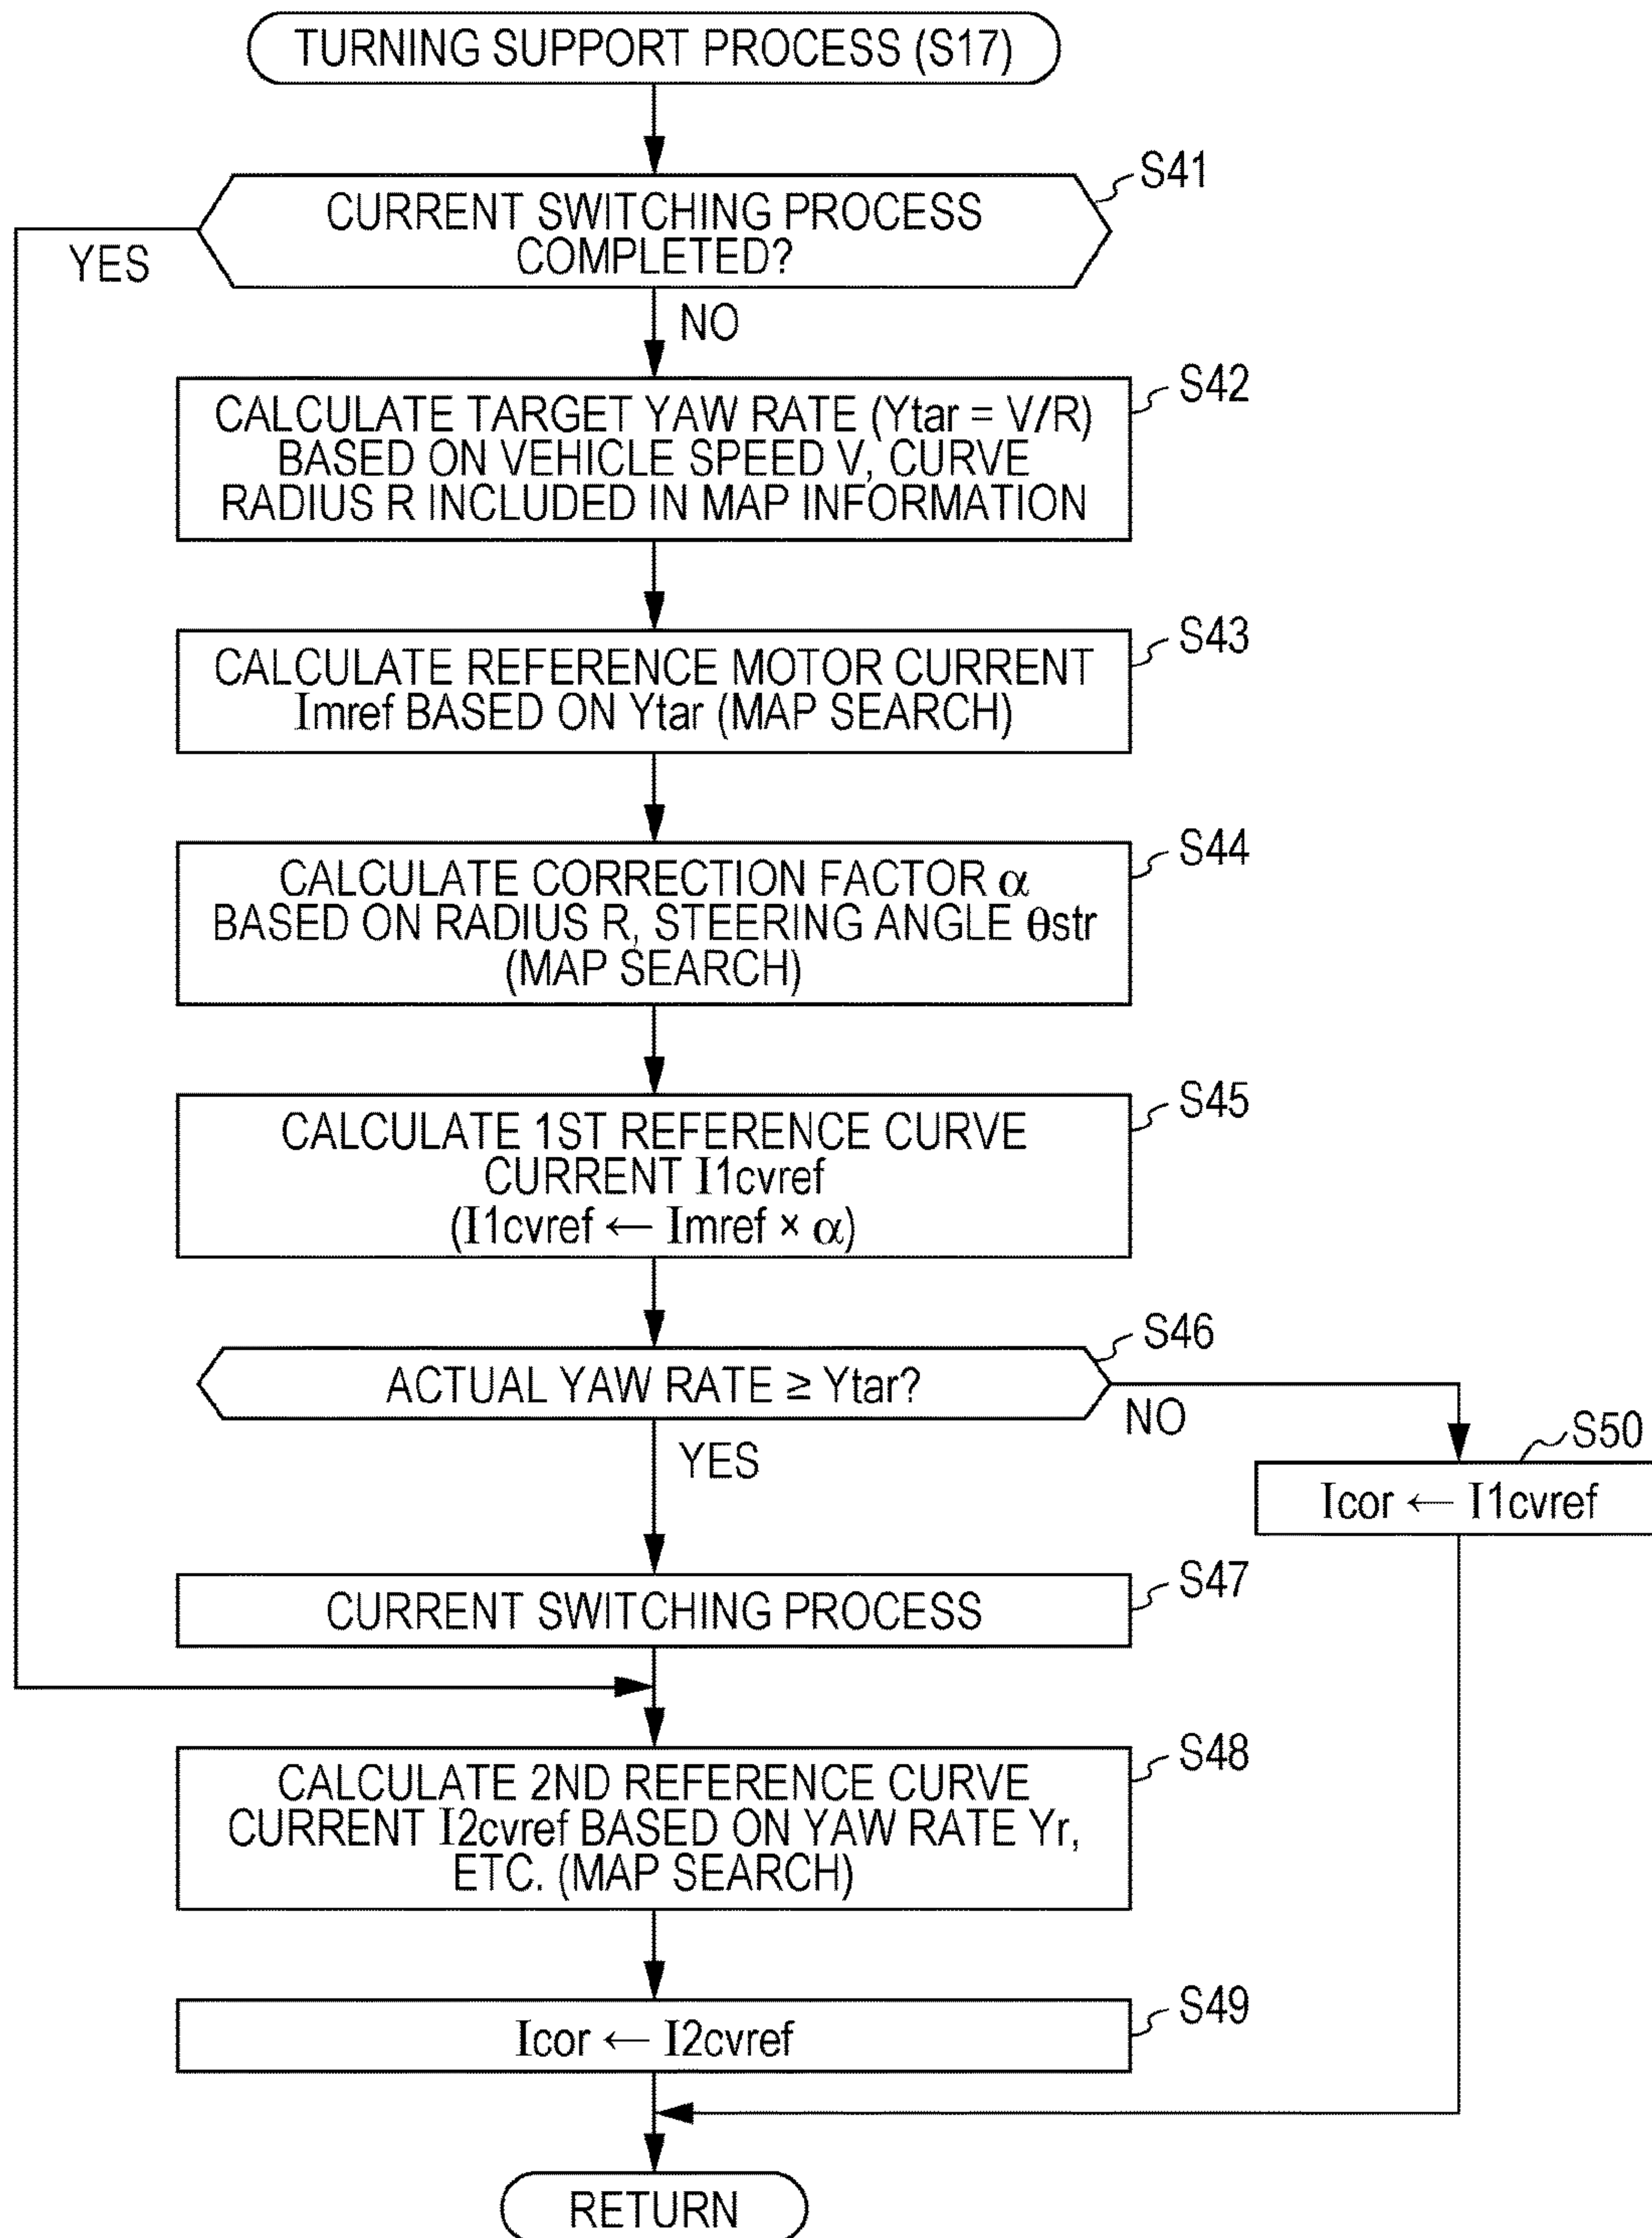 TURNING SUPPORT PROCESS (S17)
S41
CURRENT SWITCHING PROCESS
COMPLETED?
YES
NO
S42
CALCULATE TARGET YAW RATE (Ytar = V/R)
BASED ON VEHICLE SPEED V, CURVE
RADIUS R INCLUDED IN MAP INFORMATION
S43
CALCULATE REFERENCE MOTOR CURRENT
Imref BASED ON Ytar (MAP SEARCH)
S44
CALCULATE CORRECTION FACTOR α
BASED ON RADIUS R, STEERING ANGLE θstr
(MAP SEARCH)
S45
CALCULATE 1ST REFERENCE CURVE
CURRENT I1cvref
(I1cvref ← Imref × α)
S46
ACTUAL YAW RATE ≥ Ytar?
NO
YES
S50
Icor ← I1cvref
S47
CURRENT SWITCHING PROCESS
S48
CALCULATE 2ND REFERENCE CURVE
CURRENT I2cvref BASED ON YAW RATE Yr,
ETC. (MAP SEARCH)
S49
Icor ← I2cvref
RETURN